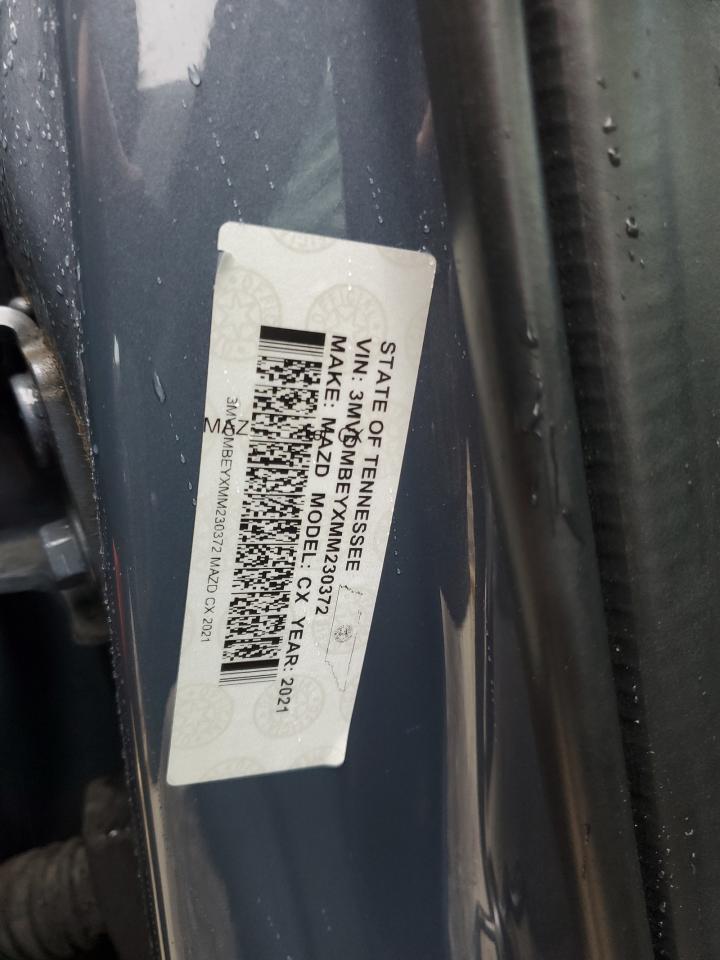 STATE OF TENNESSEE
VIN: 3MVDMBEYXMM230372
MAKE: MAZD MODEL: CX YEAR: 2021
3MVDMBEYXMM230372 MAZD CX 2021
MAZ